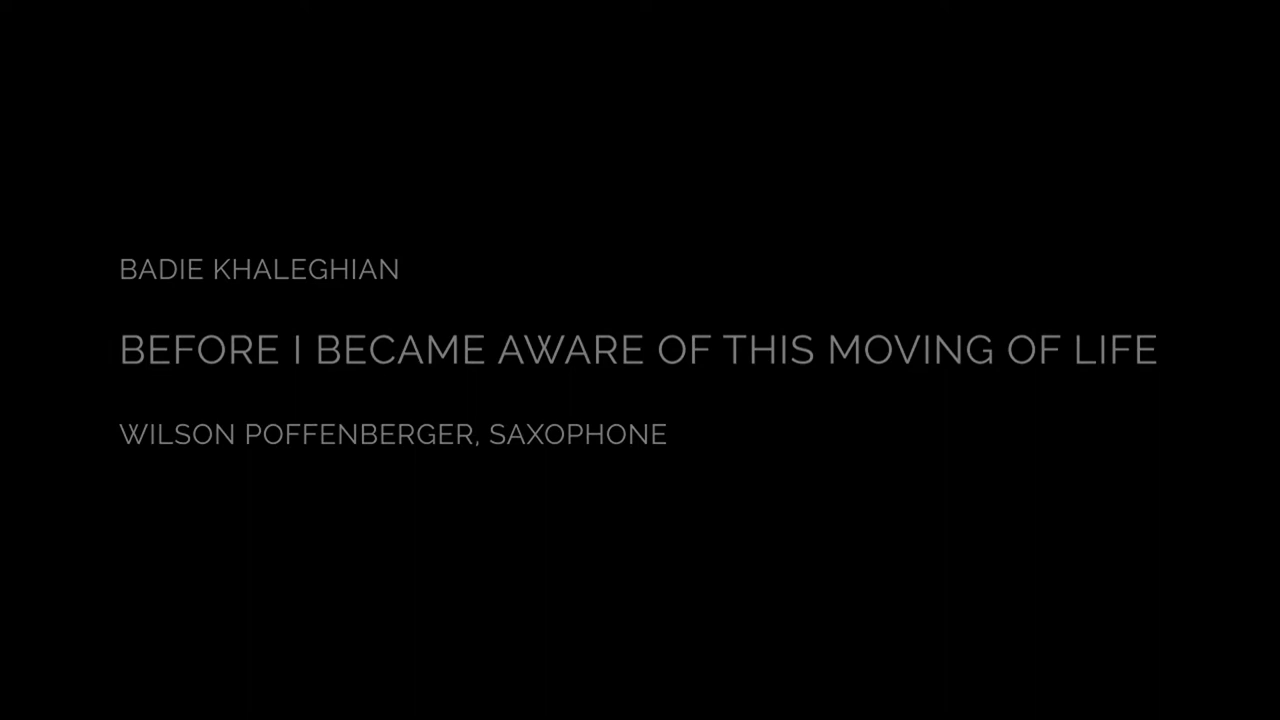 BADIE KHALEGHIAN
BEFORE I BECAME AWARE OF THIS MOVING OF LIFE
WILSON POFFENBERGER, SAXOPHONE